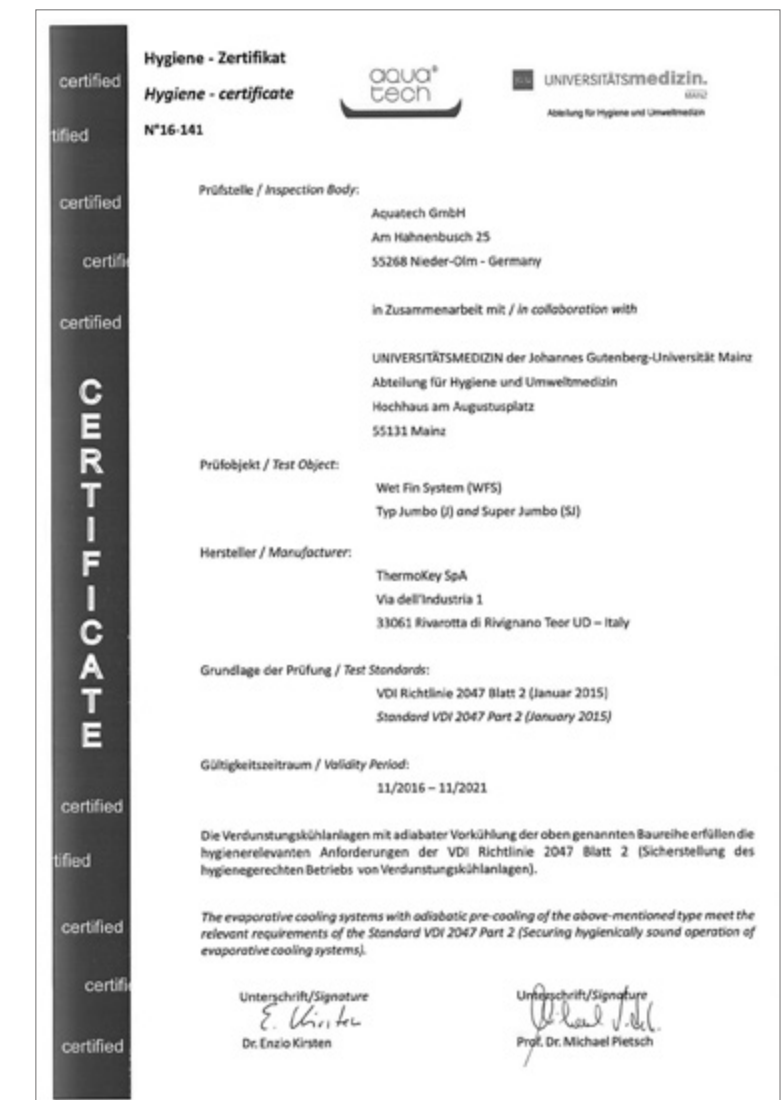 Hygiene - Zertifikat
Hygiene - certificate
N°16-141
aqua®
tech
UNIVERSITÄTSmedizin.
MAINZ
Abteilung für Hygiene und Umweltmedizin
certified
tified
certified
certifie
certified
CERTIFICATE
certified
tified
certified
certifie
certified
Prüfstelle / Inspection Body:
Aquatech GmbH
Am Hahnenbusch 25
55268 Nieder-Olm - Germany
in Zusammenarbeit mit / in collaboration with
UNIVERSITÄTSMEDIZIN der Johannes Gutenberg-Universität Mainz
Abteilung für Hygiene und Umweltmedizin
Hochhaus am Augustusplatz
55131 Mainz
Prüfobjekt / Test Object:
Wet Fin System (WFS)
Typ Jumbo (J) and Super Jumbo (SJ)
Hersteller / Manufacturer:
ThermoKey SpA
Via dell'Industria 1
33061 Rivarotta di Rivignano Teor UD – Italy
Grundlage der Prüfung / Test Standards:
VDI Richtlinie 2047 Blatt 2 (Januar 2015)
Standard VDI 2047 Part 2 (January 2015)
Gültigkeitszeitraum / Validity Period:
11/2016 – 11/2021
Die Verdunstungskühlanlagen mit adiabater Vorkühlung der oben genannten Baureihe erfüllen die
hygienerelevanten Anforderungen der VDI Richtlinie 2047 Blatt 2 (Sicherstellung des
hygienegerechten Betriebs von Verdunstungskühlanlagen).
The evaporative cooling systems with adiabatic pre-cooling of the above-mentioned type meet the
relevant requirements of the Standard VDI 2047 Part 2 (Securing hygienically sound operation of
evaporative cooling systems).
Unterschrift/Signature
E. Kirsten
Dr. Enzio Kirsten
Unterschrift/Signature
Prof. Dr. Michael Pietsch